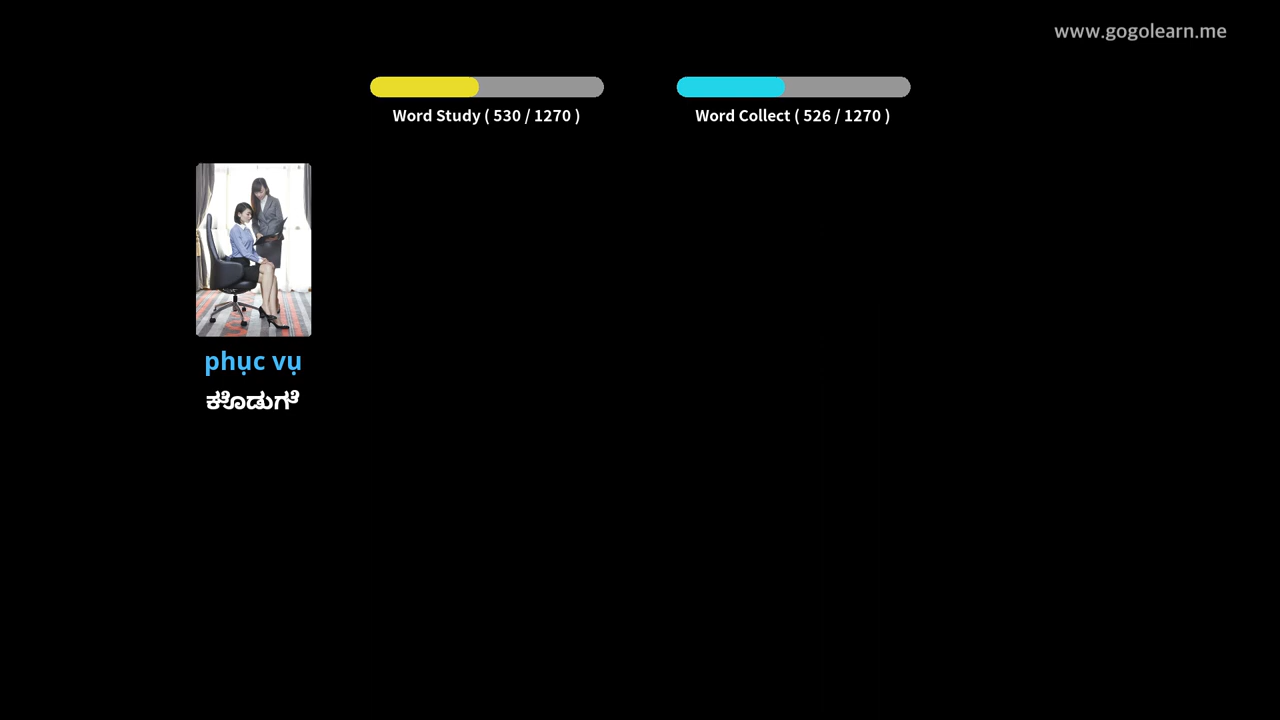 www.gogolearn.me
Word Study ( 530 / 1270 )
Word Collect ( 526 / 1270 )
phục vụ
ಕೊಡುಗೆ